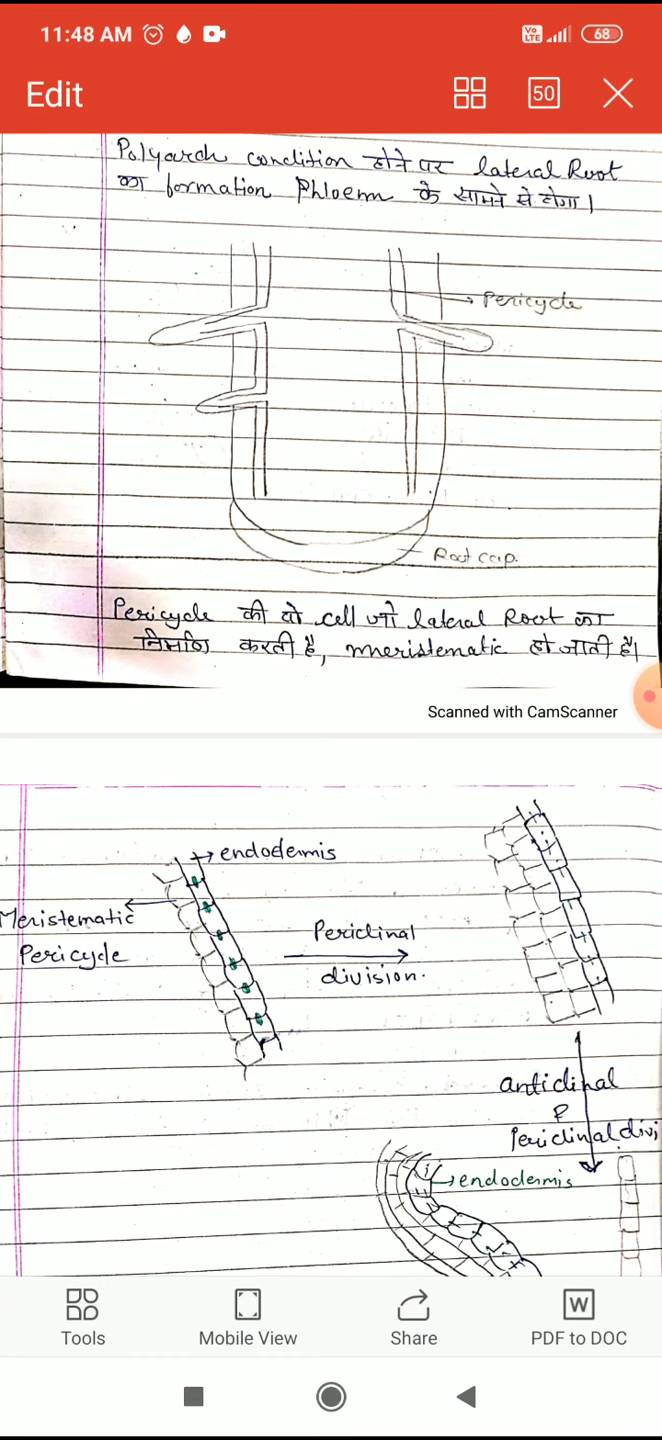 11:48 AM
Vo LTE 68
Edit
50
Polyarch condition होने पर lateral Root
का formation Phloem के सामने से होगा।
Pericycle
Root cap.
Pericycle की वो cell जो lateral Root का
निर्माण करती है, meristematic हो जाती हैं।
Scanned with CamScanner
endodermis
Meristematic
Pericycle
Periclinal
division.
anticlinal
&
Periclinal divi
endodermis
W
Tools
Mobile View
Share
PDF to DOC